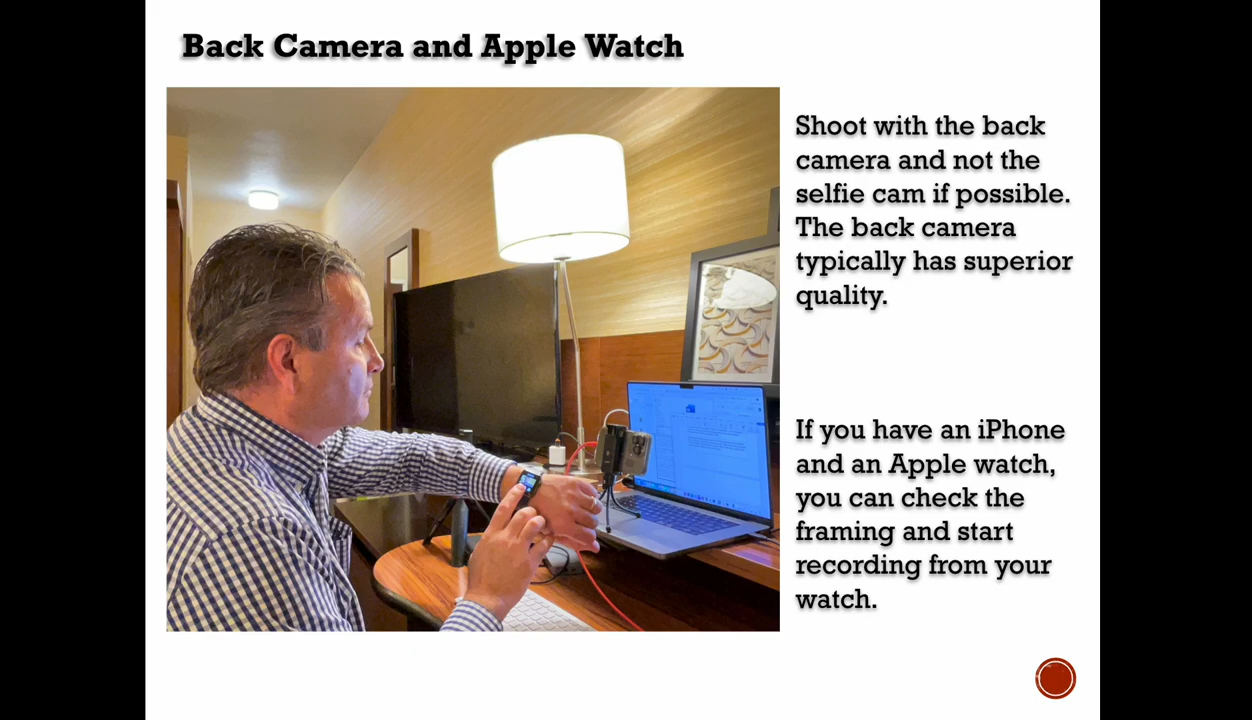 Back Camera and Apple Watch
Shoot with the back
camera and not the
selfie cam if possible.
The back camera
typically has superior
quality.
If you have an iPhone
and an Apple watch,
you can check the
framing and start
recording from your
watch.